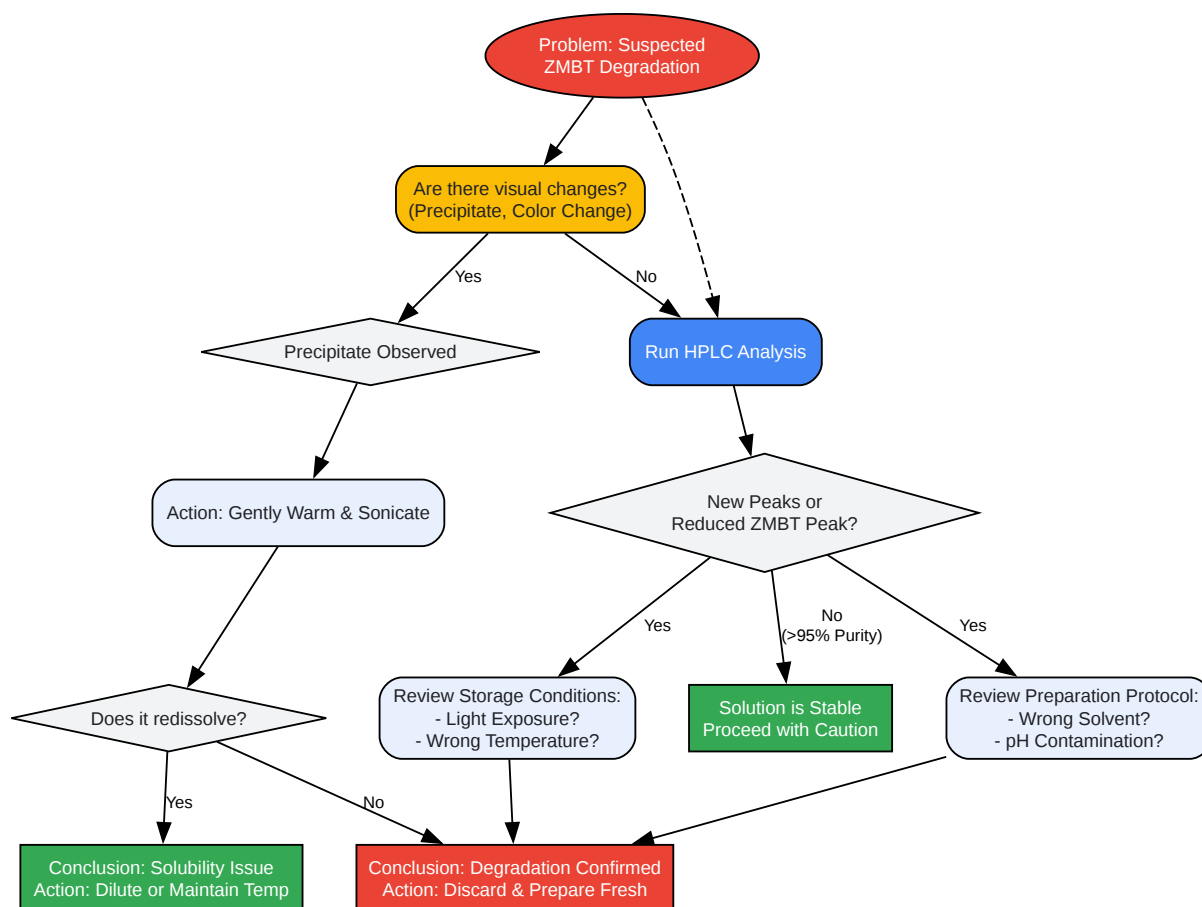 Problem: Suspected
ZMBT Degradation
Are there visual changes?
(Precipitate, Color Change)
Yes
No
Precipitate Observed
Run HPLC Analysis
Action: Gently Warm & Sonicate
New Peaks or
Reduced ZMBT Peak?
Yes
No
(>95% Purity)
Yes
Does it redissolve?
Review Storage Conditions:
- Light Exposure?
- Wrong Temperature?
Solution is Stable
Proceed with Caution
Review Preparation Protocol:
- Wrong Solvent?
- pH Contamination?
Yes
No
Conclusion: Solubility Issue
Action: Dilute or Maintain Temp
Conclusion: Degradation Confirmed
Action: Discard & Prepare Fresh